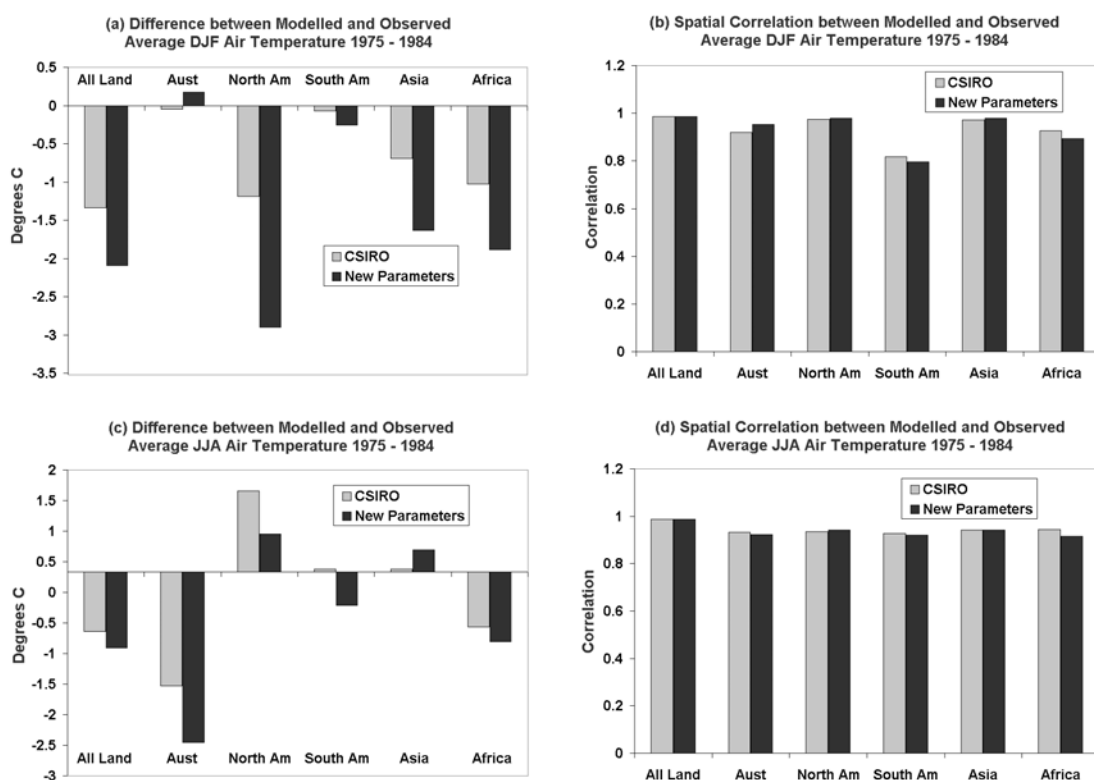 (a) Difference between Modelled and Observed
Average DJF Air Temperature 1975 - 1984
0.5
0
-0.5
-1
-1.5
-2
-2.5
-3
-3.5
Degrees C
All Land Aust North Am South Am Asia Africa
CSIRO
New Parameters
(b) Spatial Correlation between Modelled and Observed
Average DJF Air Temperature 1975 - 1984
1.2
1
0.8
0.6
0.4
0.2
0
Correlation
CSIRO
New Parameters
All Land Aust North Am South Am Asia Africa
(c) Difference between Modelled and Observed
Average JJA Air Temperature 1975 - 1984
2
1.5
1
0.5
0
-0.5
-1
-1.5
-2
-2.5
-3
Degrees C
CSIRO
New Parameters
All Land Aust North Am South Am Asia Africa
(d) Spatial Correlation between Modelled and Observed
Average JJA Air Temperature 1975 - 1984
1.2
1
0.8
0.6
0.4
0.2
0
Correlation
CSIRO
New Parameters
All Land Aust North Am South Am Asia Africa